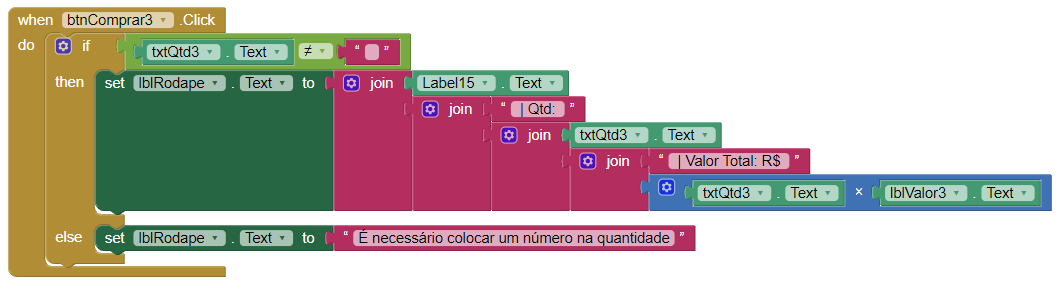 when btnComprar3 .Click
do if txtQtd3 . Text ≠ " "
then set lblRodape . Text to join Label15 . Text
join " | Qtd: "
join txtQtd3 . Text
join " | Valor Total: R$ "
txtQtd3 . Text × lblValor3 . Text
else set lblRodape . Text to " É necessário colocar um número na quantidade "